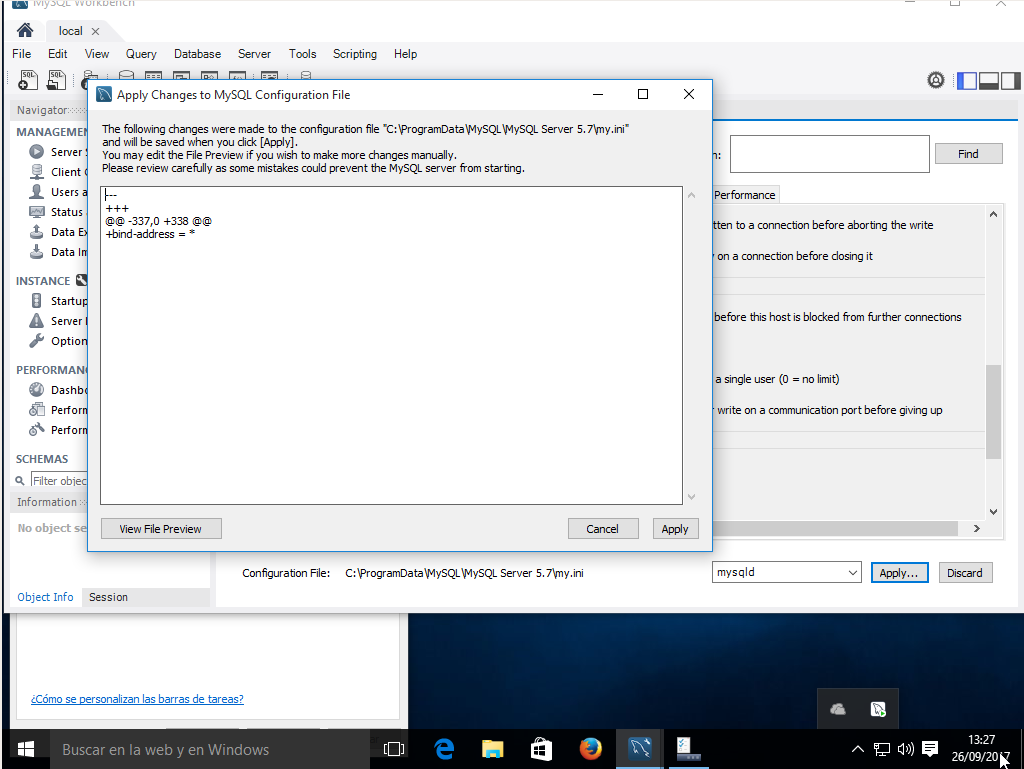 MySQL Workbench
local
File Edit View Query Database Server Tools Scripting Help
Navigator
MANAGEMEN
Server
Client
Users a
Status
Data Ex
Data Im
INSTANCE
Startup
Server
Option
PERFORMAN
Dashbo
Perforn
Perforn
SCHEMAS
Filter objec
Information
No object se
Object Info Session
Apply Changes to MySQL Configuration File
The following changes were made to the configuration file "C:\ProgramData\MySQL\MySQL Server 5.7\my.ini"
and will be saved when you click [Apply].
You may edit the File Preview if you wish to make more changes manually.
Please review carefully as some mistakes could prevent the MySQL server from starting.
---
+++
@@ -337,0 +338 @@
+bind-address = *
View File Preview Cancel Apply
Find
Performance
tten to a connection before aborting the write
on a connection before closing it
before this host is blocked from further connections
a single user (0 = no limit)
write on a communication port before giving up
Configuration File: C:\ProgramData\MySQL\MySQL Server 5.7\my.ini
mysqld Apply... Discard
¿Cómo se personalizan las barras de tareas?
Buscar en la web y en Windows
13:27
26/09/2017